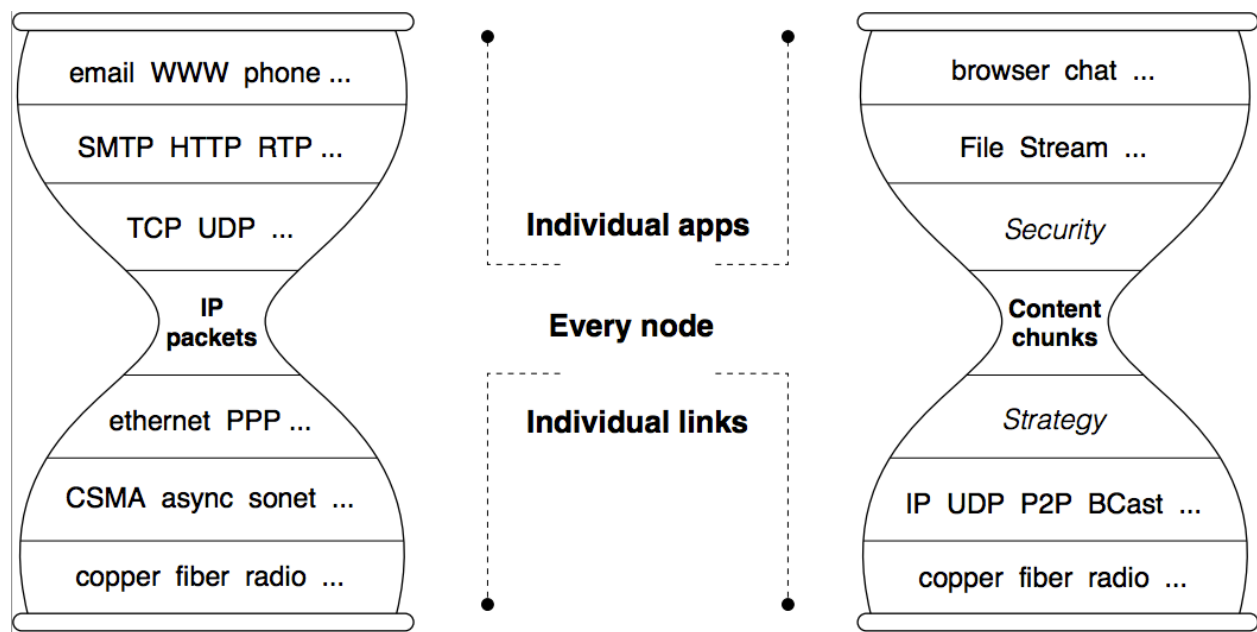 email WWW phone ...
SMTP HTTP RTP ...
TCP UDP ...
IP
packets
ethernet PPP ...
CSMA async sonet ...
copper fiber radio ...
Individual apps
Every node
Individual links
browser chat ...
File Stream ...
Security
Content
chunks
Strategy
IP UDP P2P BCast ...
copper fiber radio ...